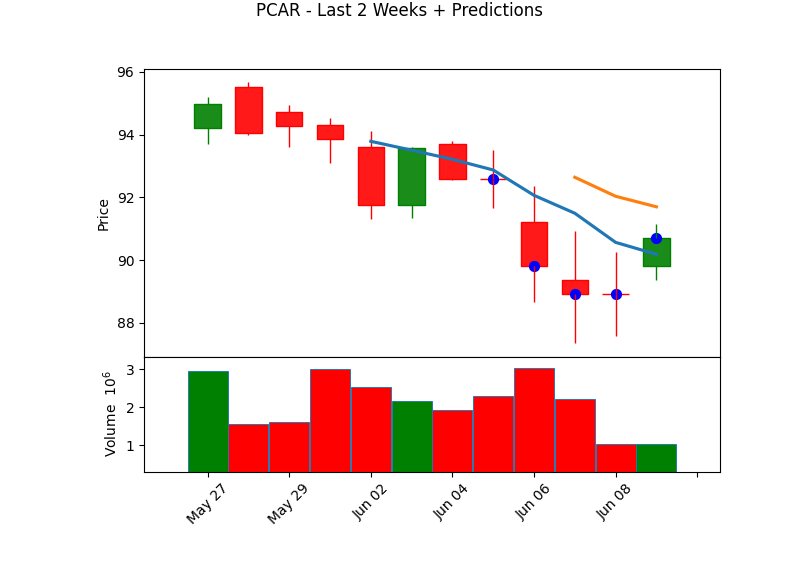 PCAR - Last 2 Weeks + Predictions
96
94
92
90
88
Price
3
2
1
Volume 10^6
May 27
May 29
Jun 02
Jun 04
Jun 06
Jun 08